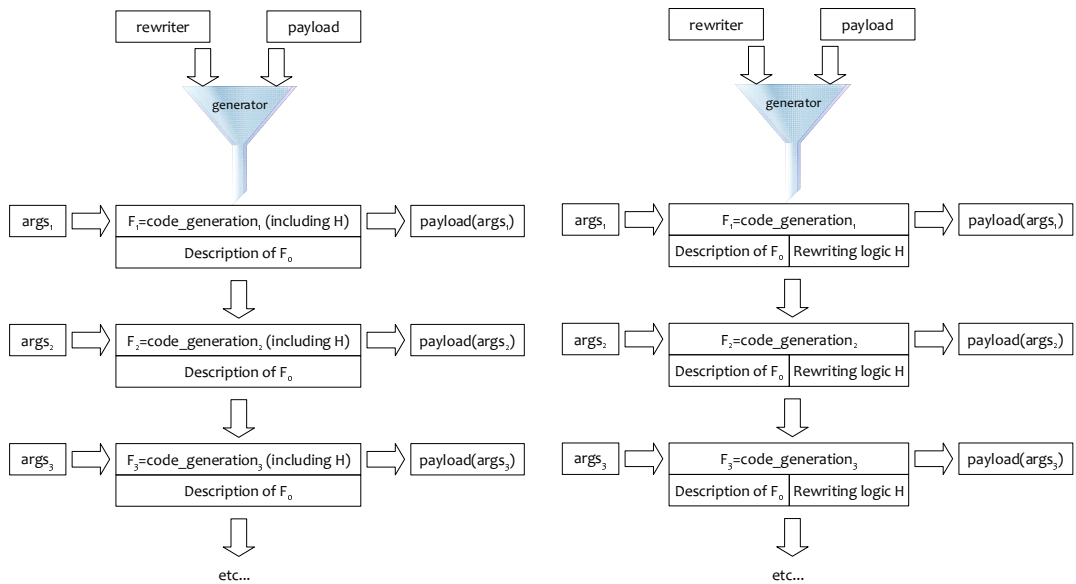 rewriter
payload
generator
args₁
F₁=code_generation₁ (including H)
payload(args₁)
Description of F₀
args₂
F₂=code_generation₂ (including H)
payload(args₂)
Description of F₀
args₃
F₃=code_generation₃ (including H)
payload(args₃)
Description of F₀
etc...
rewriter
payload
generator
args₁
F₁=code_generation₁
payload(args₁)
Description of F₀
Rewriting logic H
args₂
F₂=code_generation₂
payload(args₂)
Description of F₀
Rewriting logic H
args₃
F₃=code_generation₃
payload(args₃)
Description of F₀
Rewriting logic H
etc...